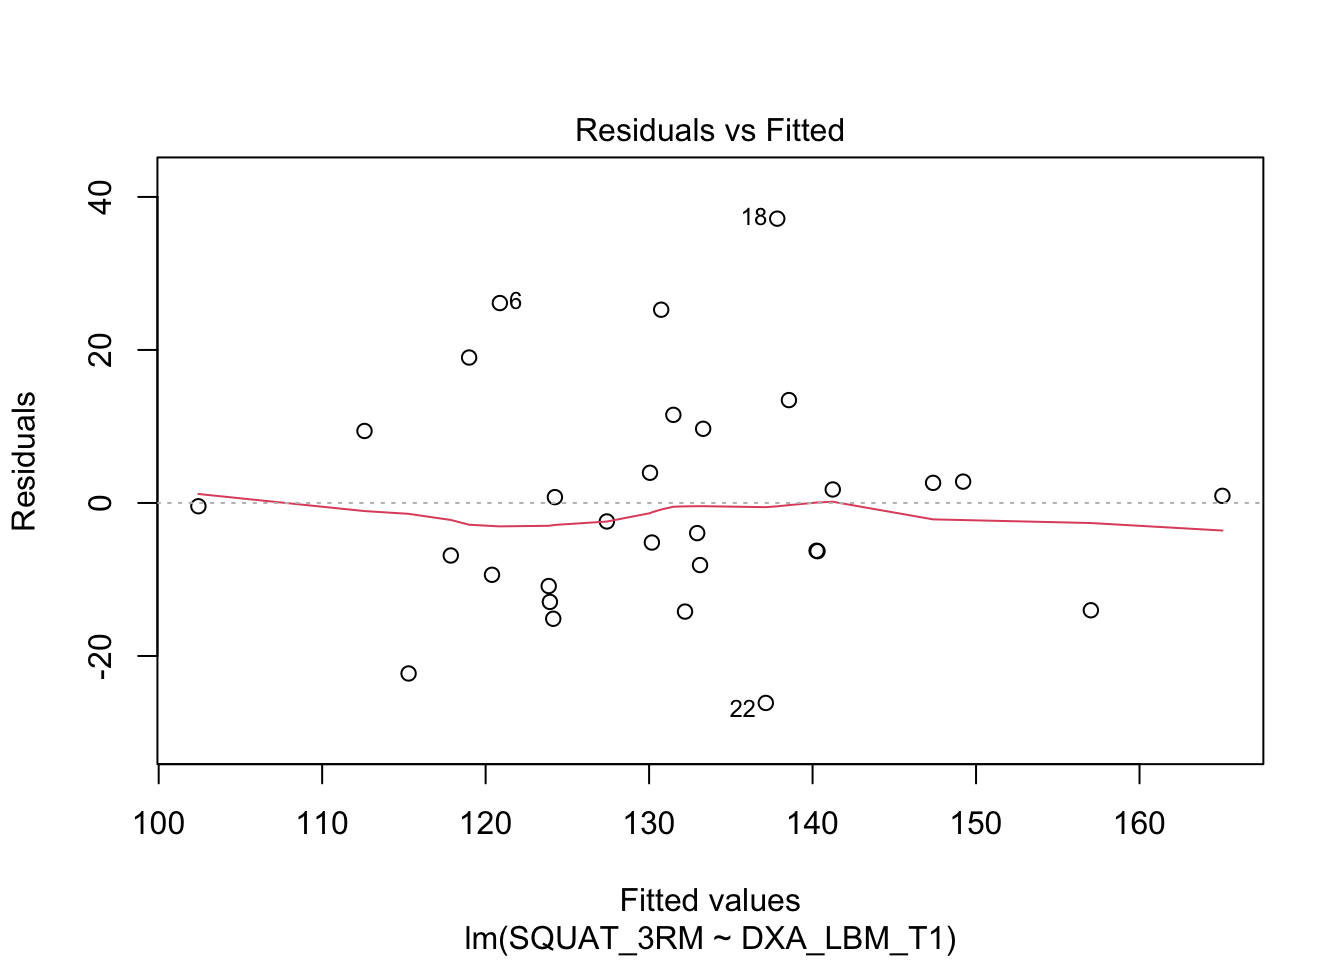 Residuals vs Fitted
40
20
0
-20
Residuals
18
6
22
100 110 120 130 140 150 160
Fitted values
lm(SQUAT_3RM ~ DXA_LBM_T1)